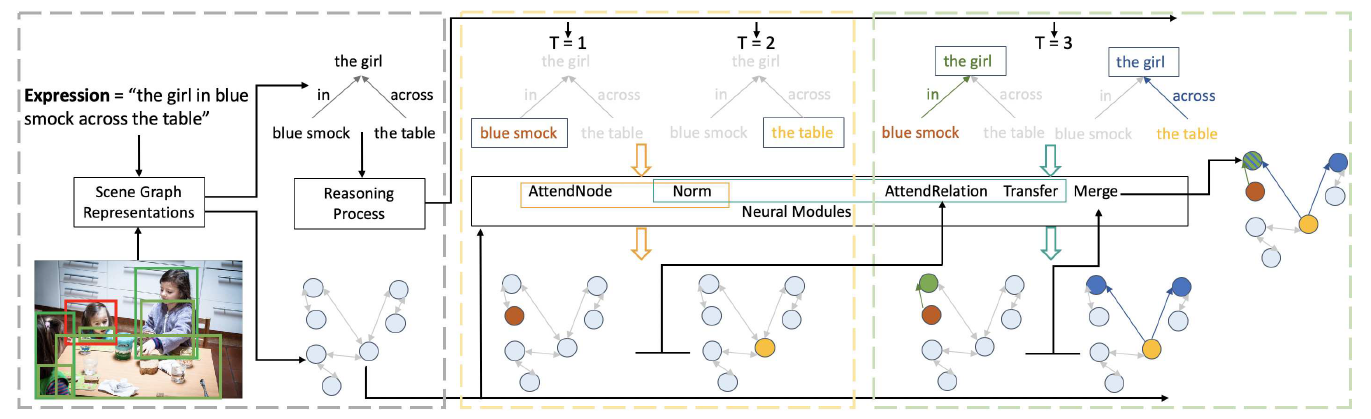 Expression = “the girl in blue
smock across the table”
Scene Graph
Representations
the girl
in across
blue smock the table
Reasoning
Process
T = 1
the girl
in across
blue smock the table
T = 2
the girl
in across
blue smock the table
T = 3
the girl
in across
blue smock the table
the girl
in across
blue smock the table
AttendNode Norm AttendRelation Transfer Merge
Neural Modules